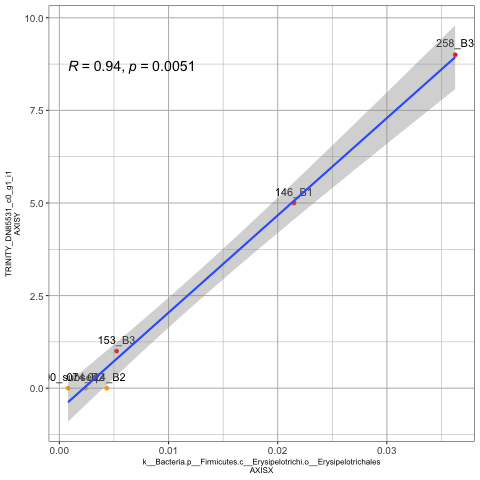 10.0
258_B3
R = 0.94, p = 0.0051
7.5
146_B1
5.0
2.5
153_B3
_B2
0.0
0.00
0.01
0.02
0.03
k__Bacteria.p__Firmicutes.c__Erysipelotrichi.o__Erysipelotrichales
AXISX
TRINITY_DN85531_c0_g1_i1
AXISY